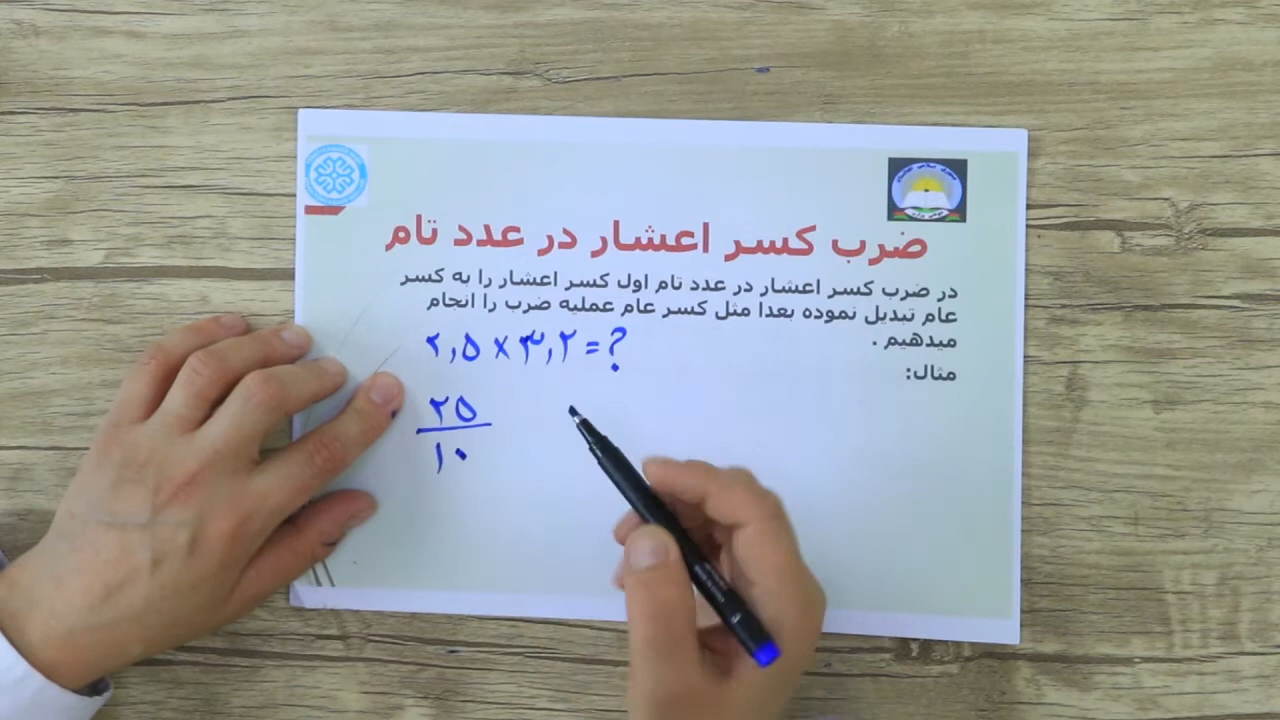 ضرب کسر اعشار در عدد تام
در ضرب کسر اعشار در عدد تام اول کسر اعشار را به کسر
عام تبدیل نموده بعدا مثل کسر عام عملیه ضرب را انجام
میدهیم .
مثال:
۲,۵ × ۳,۲ = ?
۲۵
۱۰